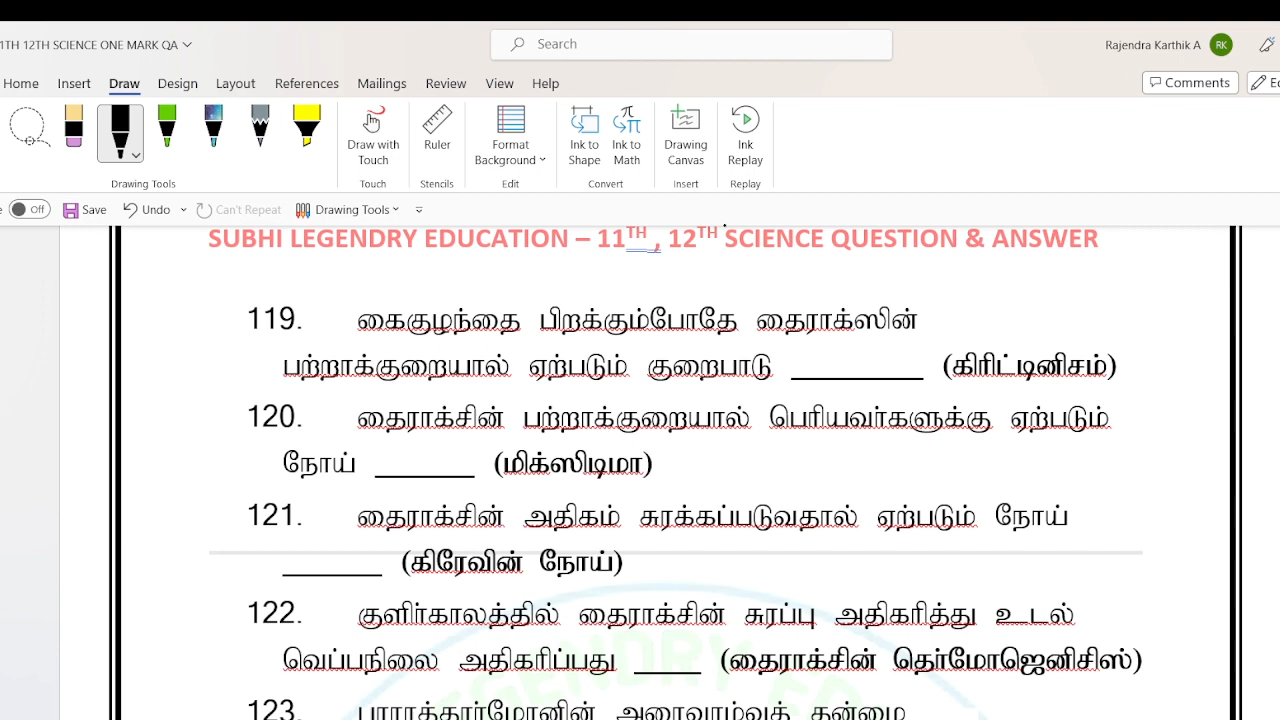 1TH 12TH SCIENCE ONE MARK QA
Search
Rajendra Karthik A RK
Home Insert Draw Design Layout References Mailings Review View Help
Comments
Draw with Touch
Ruler
Format Background
Ink to Shape
Ink to Math
Drawing Canvas
Ink Replay
Drawing Tools Touch Stencils Edit Convert Insert Replay
Off Save Undo Can't Repeat Drawing Tools
SUBHI LEGENDRY EDUCATION – 11TH , 12TH SCIENCE QUESTION & ANSWER
119. கைகுழந்தை பிறக்கும்போதே தைராக்ஸின்
பற்றாக்குறையால் ஏற்படும் குறைபாடு _________ (கிரிட்டினிசம்)
120. தைராக்சின் பற்றாக்குறையால் பெரியவர்களுக்கு ஏற்படும்
நோய் _______ (மிக்ஸிடிமா)
121. தைராக்சின் அதிகம் சுரக்கப்படுவதால் ஏற்படும் நோய்
_______ (கிரேவின் நோய்)
122. குளிர்காலத்தில் தைராக்சின் சுரப்பு அதிகரித்து உடல்
வெப்பநிலை அதிகரிப்பது ____ (தைராக்சின் தெர்மோஜெனிசிஸ்)
123.